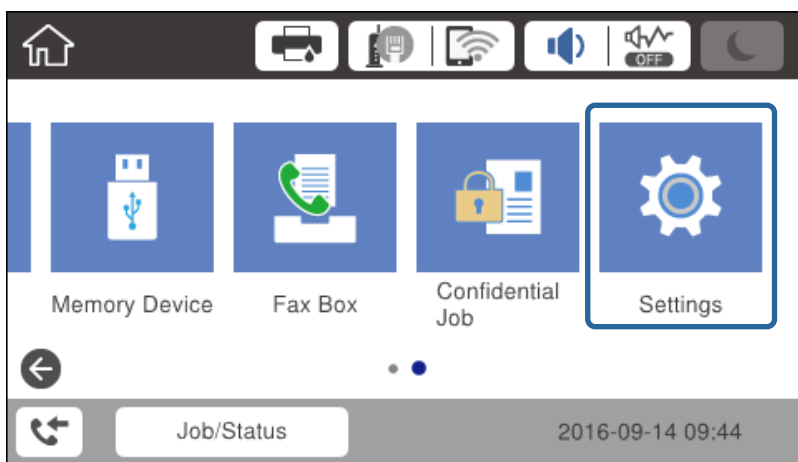 OFF
Memory Device
Fax Box
Confidential
Job
Settings
Job/Status
2016-09-14 09:44